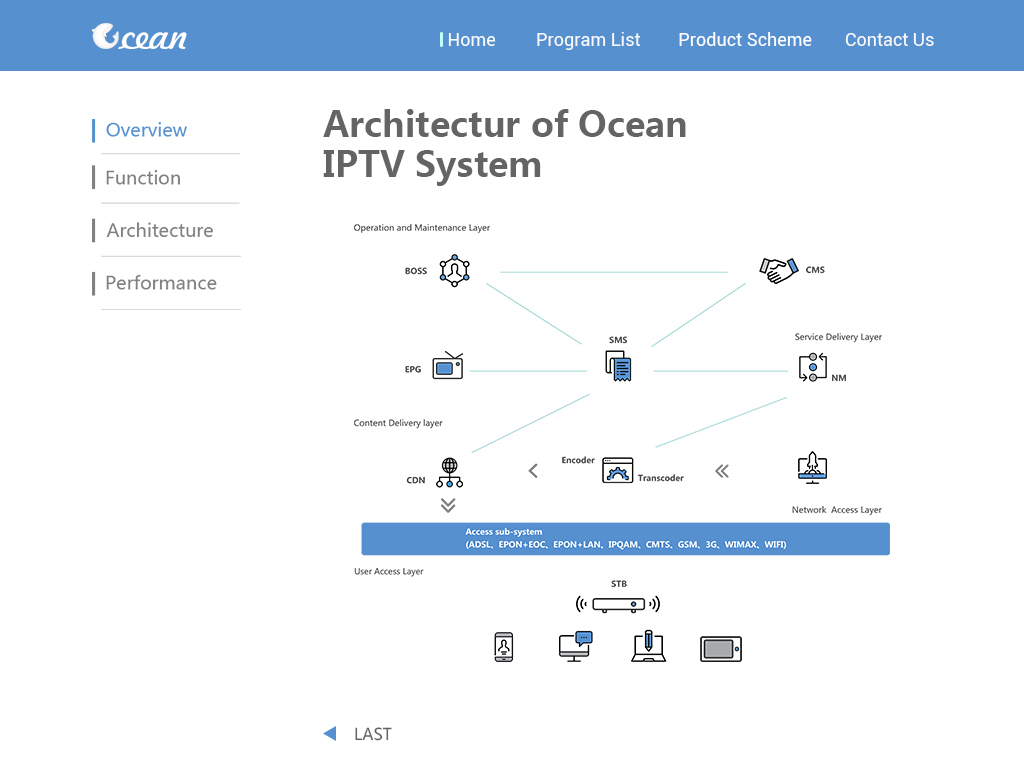 Ocean
Home
Program List
Product Scheme
Contact Us
Overview
Function
Architecture
Performance
Architectur of Ocean
IPTV System
Operation and Maintenance Layer
BOSS
CMS
SMS
Service Delivery Layer
EPG
NM
Content Delivery layer
Encoder
CDN
Transcoder
Network Access Layer
Access sub-system
(ADSL、EPON+EOC、EPON+LAN、IPQAM、CMTS、GSM、3G、WIMAX、WIFI)
User Access Layer
STB
LAST